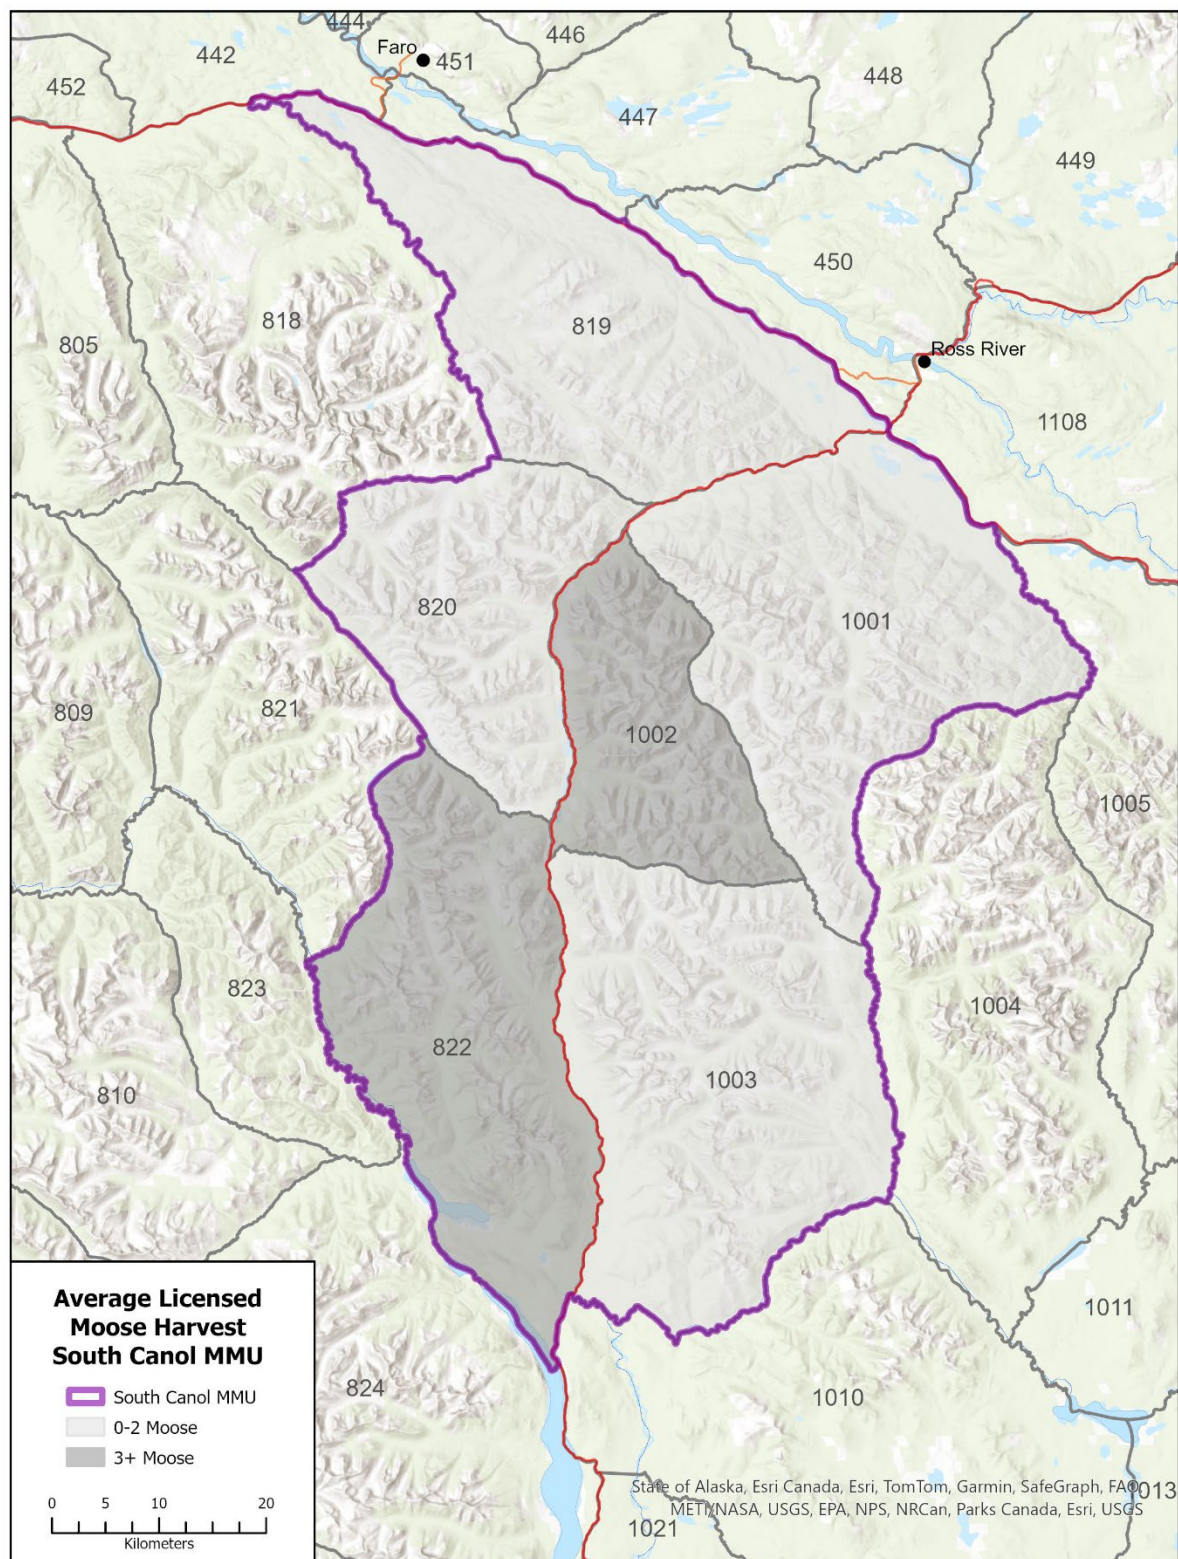 444
446
Faro
442
451
448
452
447
449
450
818
819
805
Ross River
1108
820
1001
821
809
1002
1005
823
1004
822
1003
810
1011
824
1010
Average Licensed
Moose Harvest
South Canol MMU
South Canol MMU
0-2 Moose
3+ Moose
0 5 10 20
Kilometers
State of Alaska, Esri Canada, Esri, TomTom, Garmin, SafeGraph, FAO,
METI/NASA, USGS, EPA, NPS, NRCan, Parks Canada, Esri, USGS
1013
1021